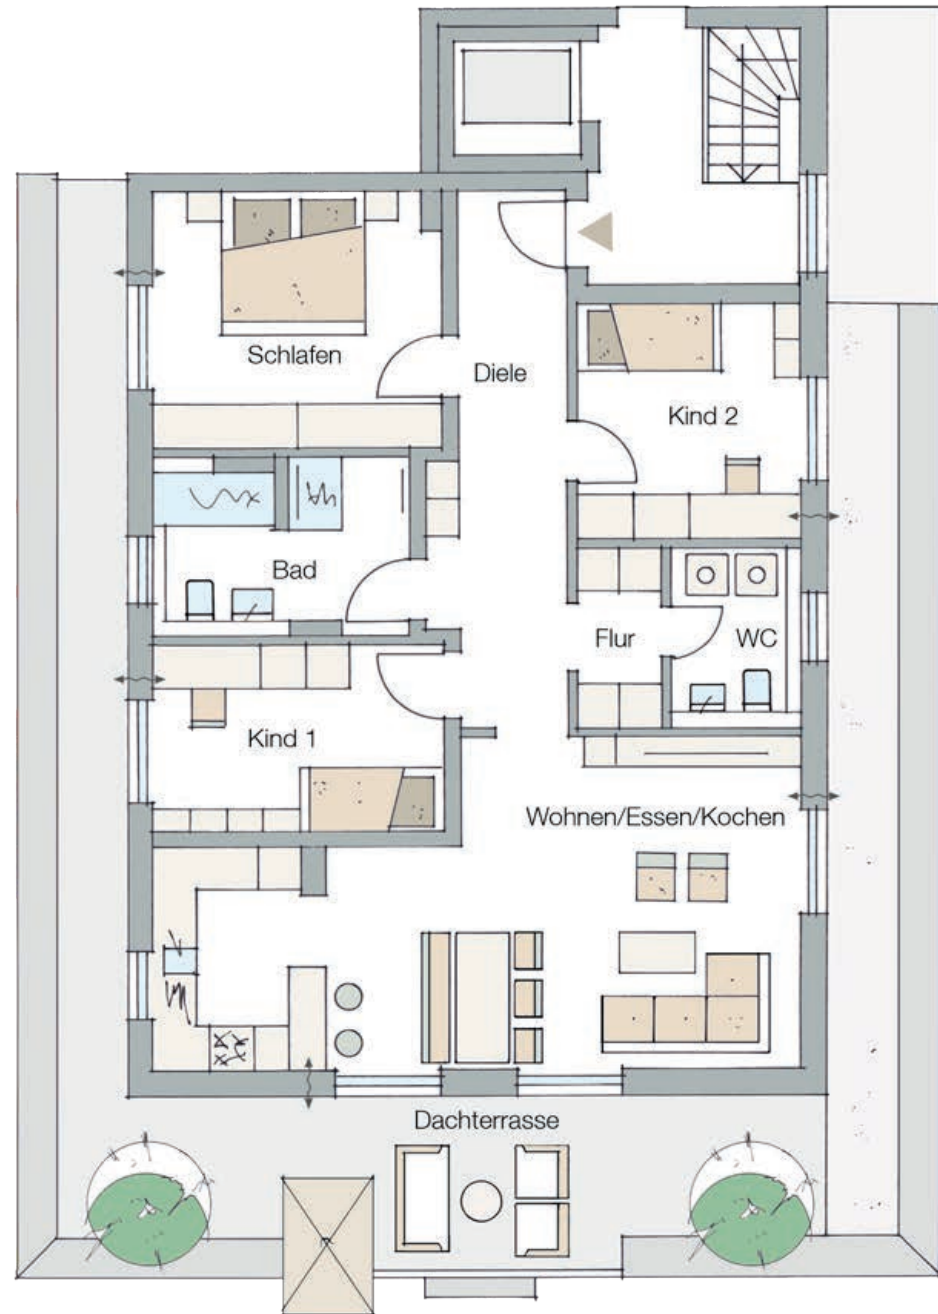 Schlafen
Diele
Kind 2
Bad
Flur
WC
Kind 1
Wohnen/Essen/Kochen
Dachterrasse